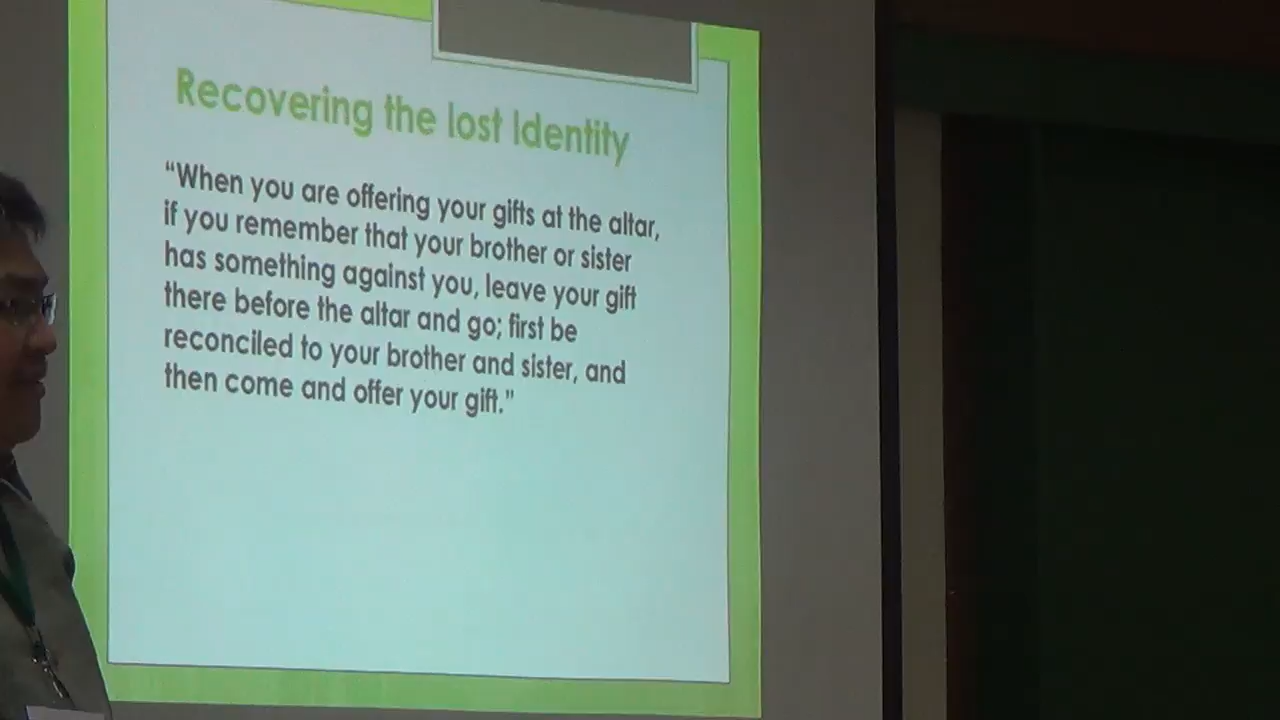 Recovering the lost Identity
“When you are offering your gifts at the altar,
if you remember that your brother or sister
has something against you, leave your gift
there before the altar and go; first be
reconciled to your brother and sister, and
then come and offer your gift.”